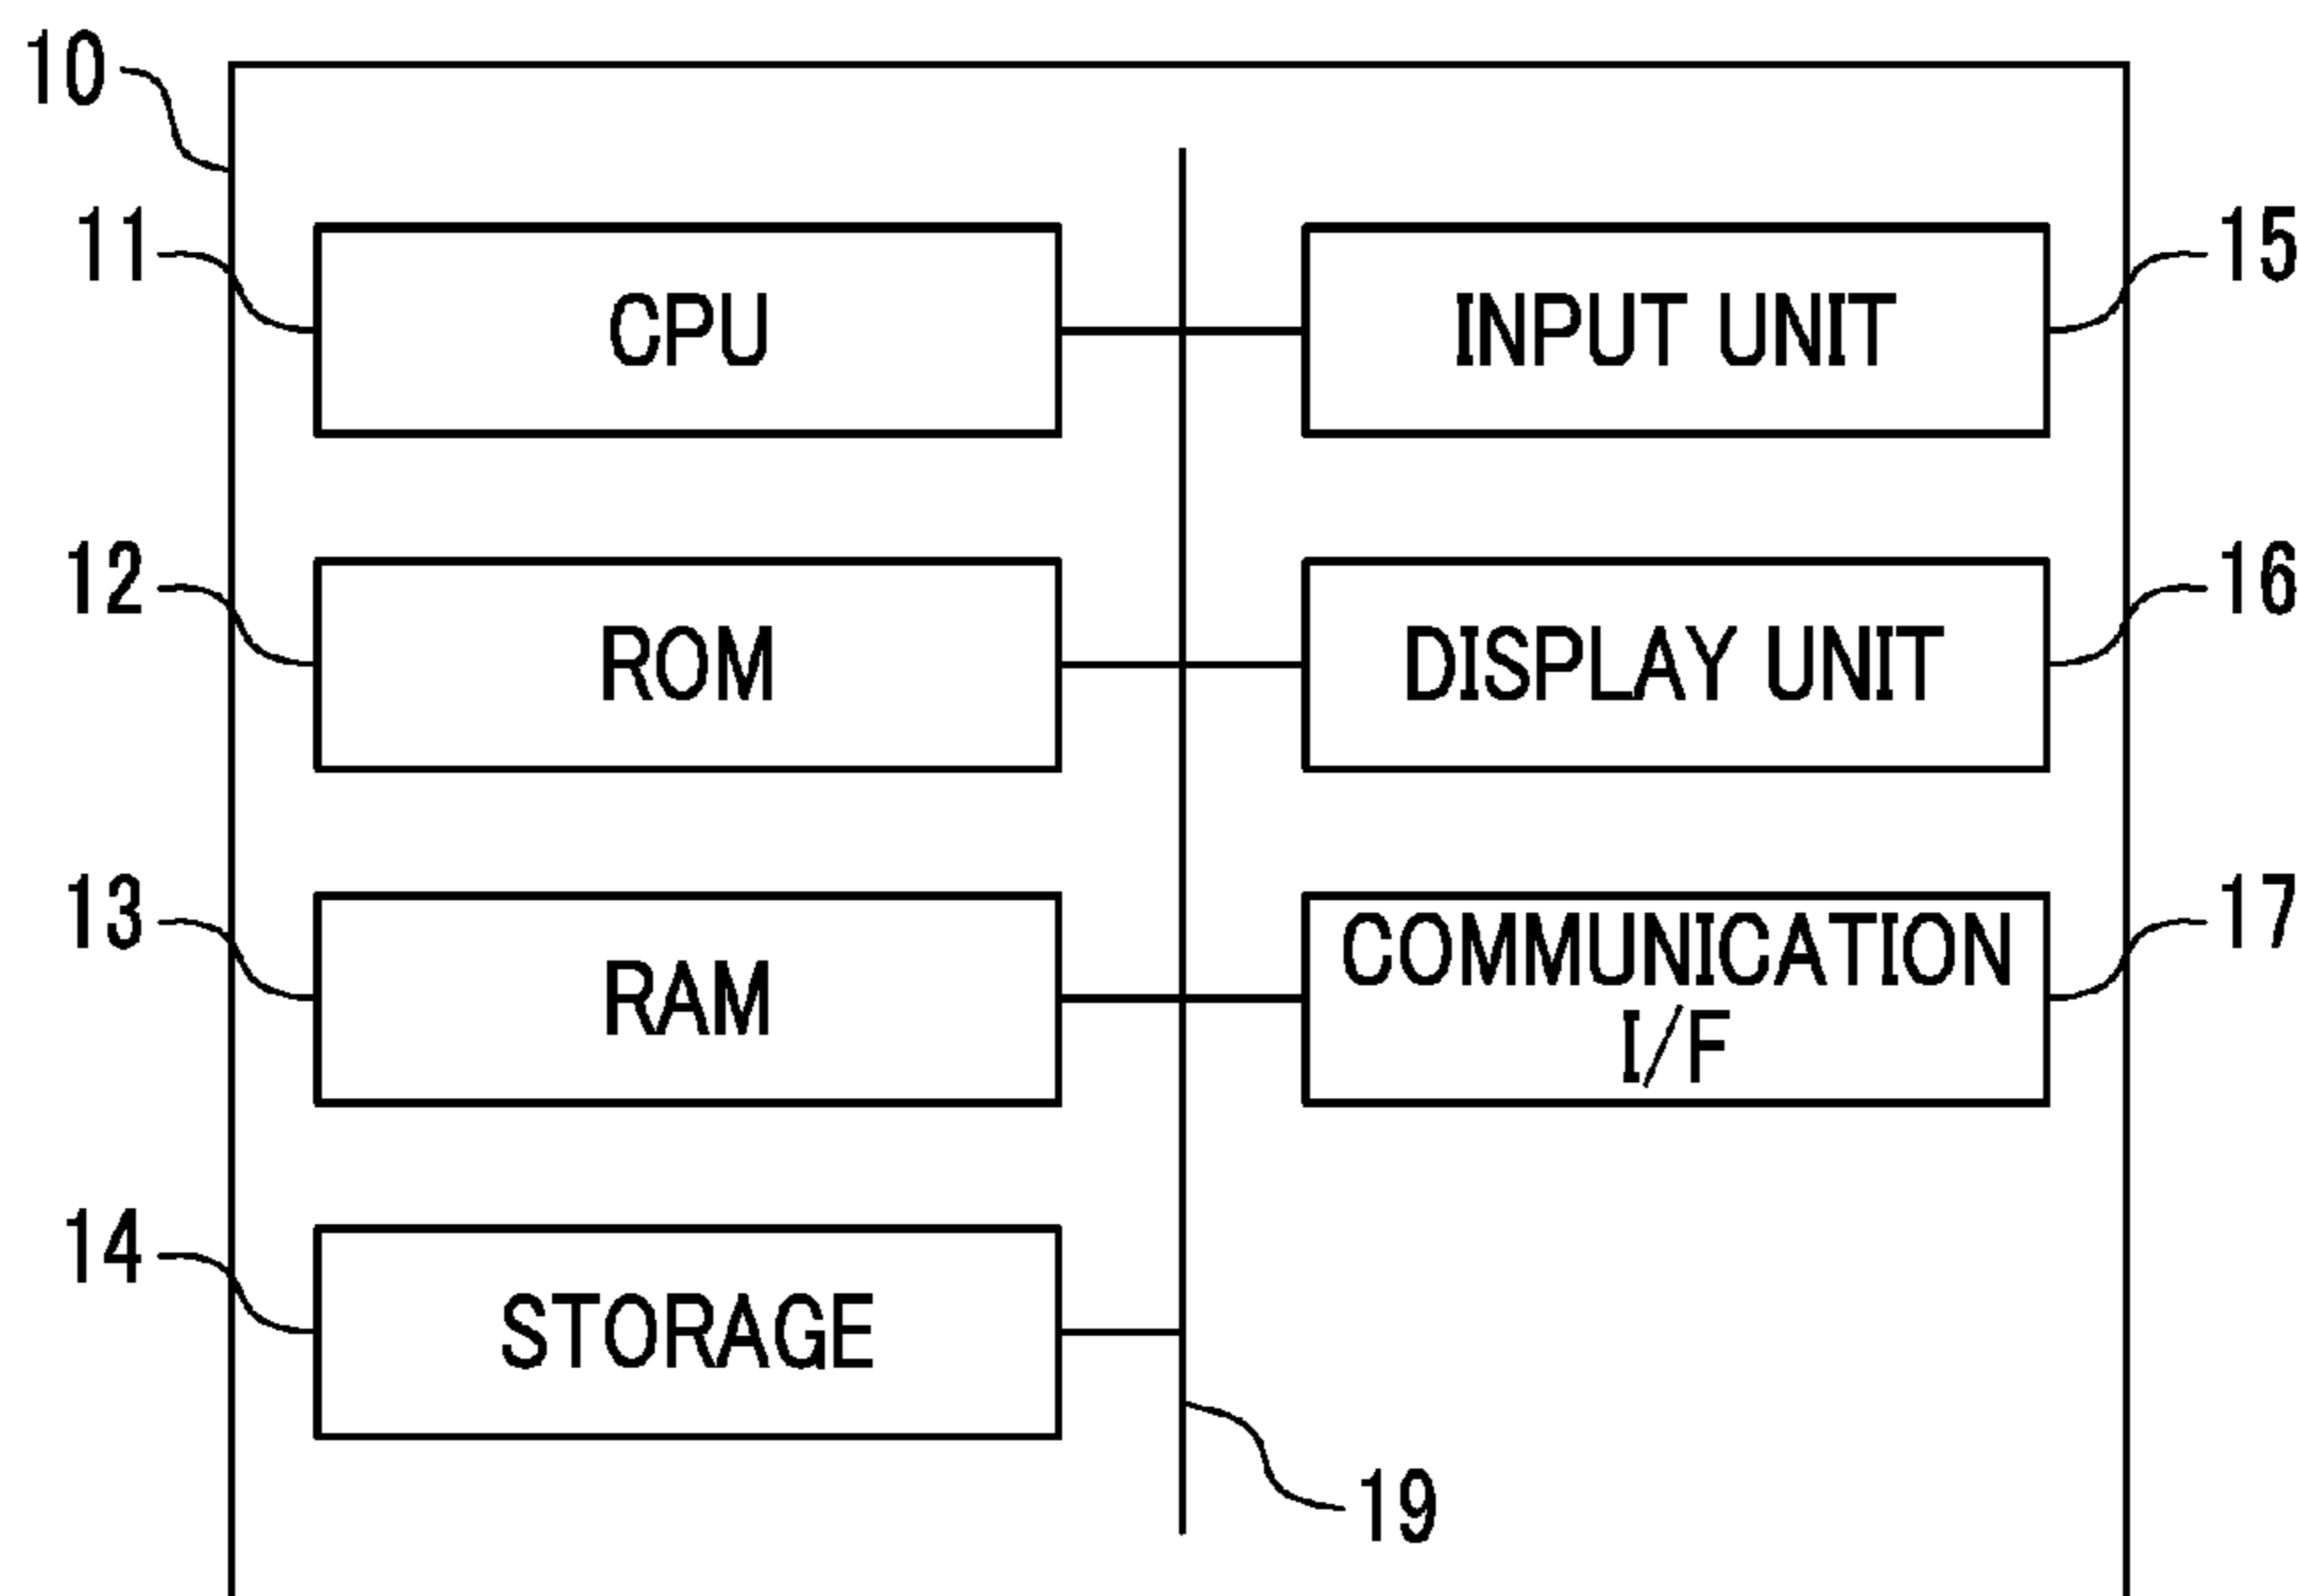 10
11 CPU INPUT UNIT 15
12 ROM DISPLAY UNIT 16
13 RAM COMMUNICATION 17
I/F
14 STORAGE
19